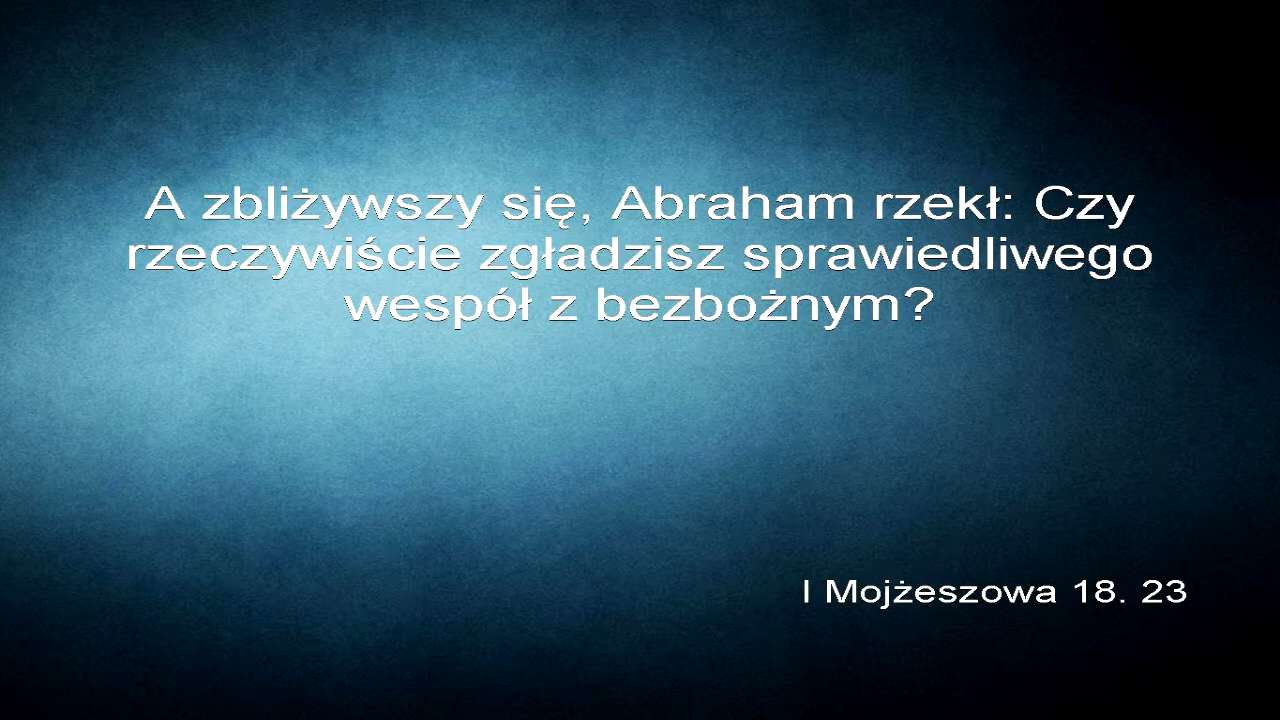 A zbliżywszy się, Abraham rzekł: Czy
rzeczywiście zgładzisz sprawiedliwego
wespół z bezbożnym?
I Mojżeszowa 18. 23